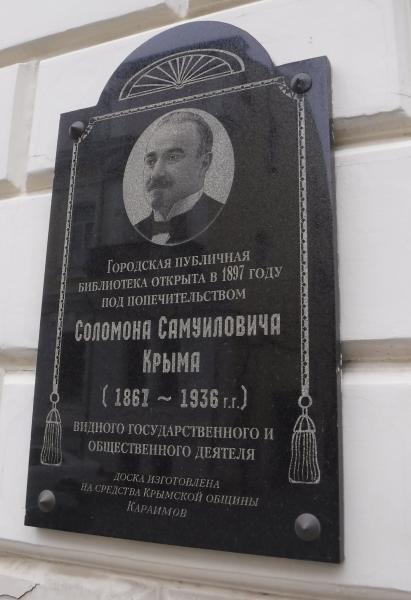 Городская публичная
библиотека открыта в 1897 году
под попечительством
Соломона Самуиловича
Крыма
(1867 ~ 1936 г.г.)
видного государственного и
общественного деятеля
доска изготовлена
на средства Крымской общины
Караимов